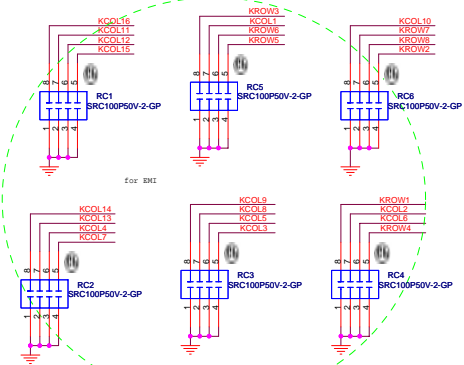 KCOL16
KCOL11
KCOL12
KCOL15
8 7 6 5
RC1
SRC100P50V-2-GP
1 2 3 4
KROW3
KCOL1
KROW6
KROW5
8 7 6 5
RC5
SRC100P50V-2-GP
1 2 3 4
KCOL10
KROW7
KROW8
KROW2
8 7 6 5
RC6
SRC100P50V-2-GP
1 2 3 4
for EMI
KCOL14
KCOL13
KCOL4
KCOL7
8 7 6 5
RC2
SRC100P50V-2-GP
1 2 3 4
KCOL9
KCOL8
KCOL5
KCOL3
8 7 6 5
RC3
SRC100P50V-2-GP
1 2 3 4
KROW1
KCOL2
KCOL6
KROW4
8 7 6 5
RC4
SRC100P50V-2-GP
1 2 3 4